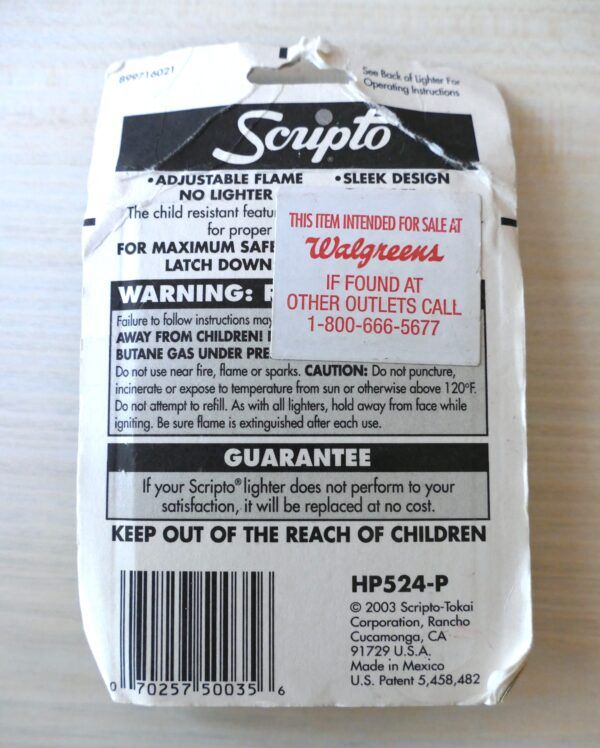 899716021
See Back of Lighter For
Operating Instructions
Scripto
•ADJUSTABLE FLAME •SLEEK DESIGN
NO LIGHTER
The child resistant featu
for proper
FOR MAXIMUM SAFE
LATCH DOWN
THIS ITEM INTENDED FOR SALE AT
Walgreens
IF FOUND AT
OTHER OUTLETS CALL
1-800-666-5677
WARNING:
Failure to follow instructions may
AWAY FROM CHILDREN!
BUTANE GAS UNDER PRE
Do not use near fire, flame or sparks. CAUTION: Do not puncture,
incinerate or expose to temperature from sun or otherwise above 120°F.
Do not attempt to refill. As with all lighters, hold away from face while
igniting. Be sure flame is extinguished after each use.
GUARANTEE
If your Scripto® lighter does not perform to your
satisfaction, it will be replaced at no cost.
KEEP OUT OF THE REACH OF CHILDREN
HP524-P
© 2003 Scripto-Tokai
Corporation, Rancho
Cucamonga, CA
91729 U.S.A.
Made in Mexico
U.S. Patent 5,458,482
0 70257 50035 6